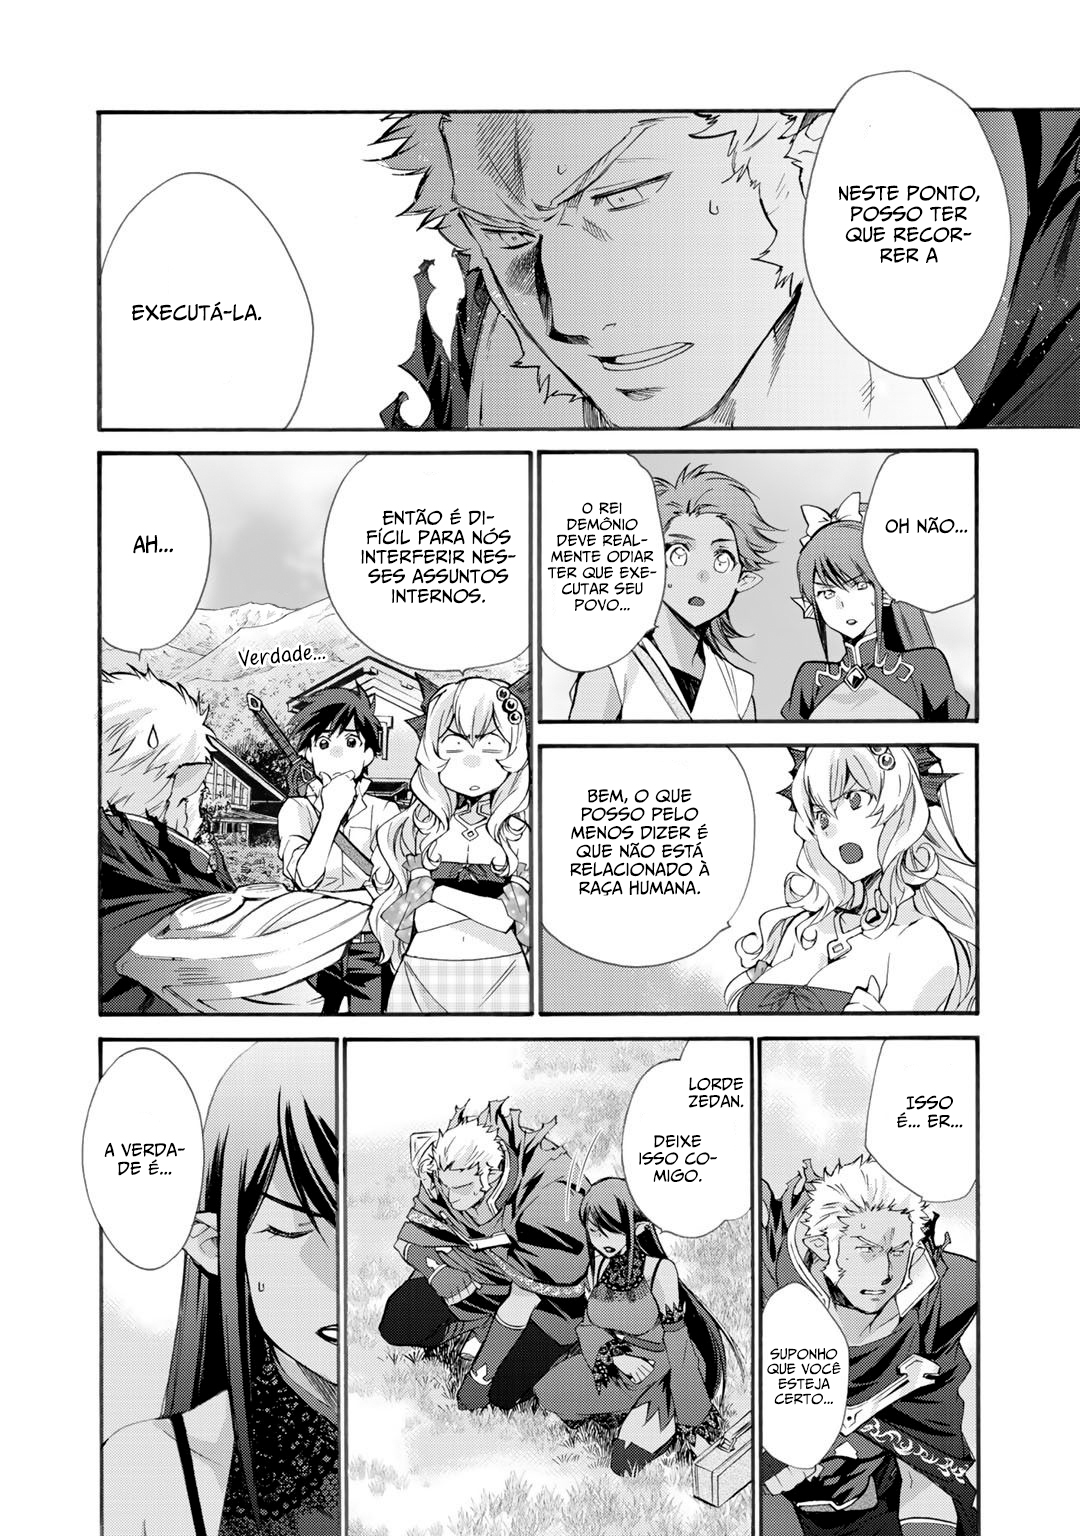 NESTE PONTO,
POSSO TER
QUE RECOR-
RER A
EXECUTÁ-LA.
OH NÃO...
O REI
DEMÔNIO
DEVE REAL-
MENTE ODIAR
TER QUE EXE-
CUTAR SEU
POVO...
BEM, O QUE
POSSO PELO
MENOS DIZER É
QUE NÃO ESTÁ
RELACIONADO À
RAÇA HUMANA.
ENTÃO É DI-
FÍCIL PARA NÓS
INTERFERIR NES-
SES ASSUNTOS
INTERNOS.
Verdade...
AH...
ISSO
É... ER...
SUPONHO
QUE VOCÊ
ESTEJA
CERTO...
LORDE
ZEDAN.
DEIXE
ISSO CO-
MIGO.
A VERDA-
DE É...